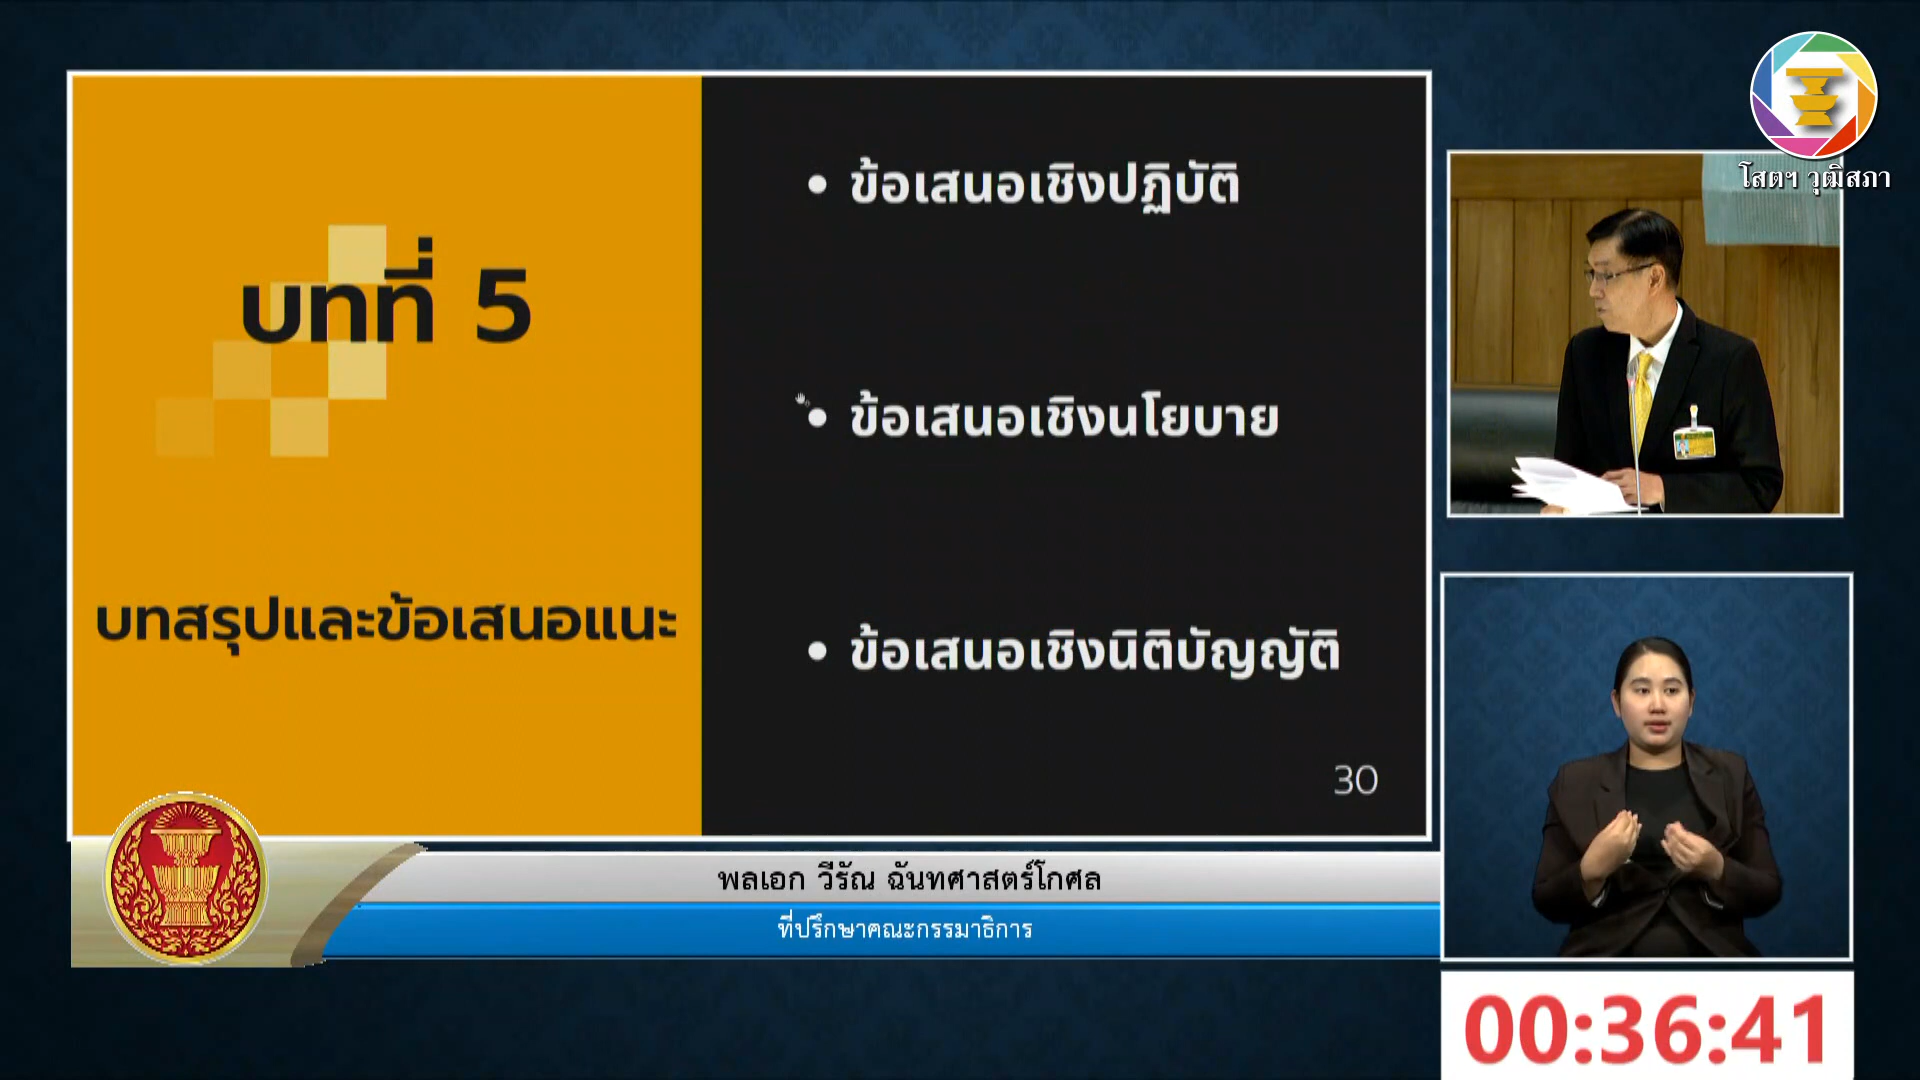 โสตฯ วุฒิสภา
บทที่ 5
บทสรุปและข้อเสนอแนะ
• ข้อเสนอเชิงปฏิบัติ
• ข้อเสนอเชิงนโยบาย
• ข้อเสนอเชิงนิติบัญญัติ
30
พลเอก วีรัณ ฉันทศาสตร์โกศล
ที่ปรึกษาคณะกรรมาธิการ
00:36:41